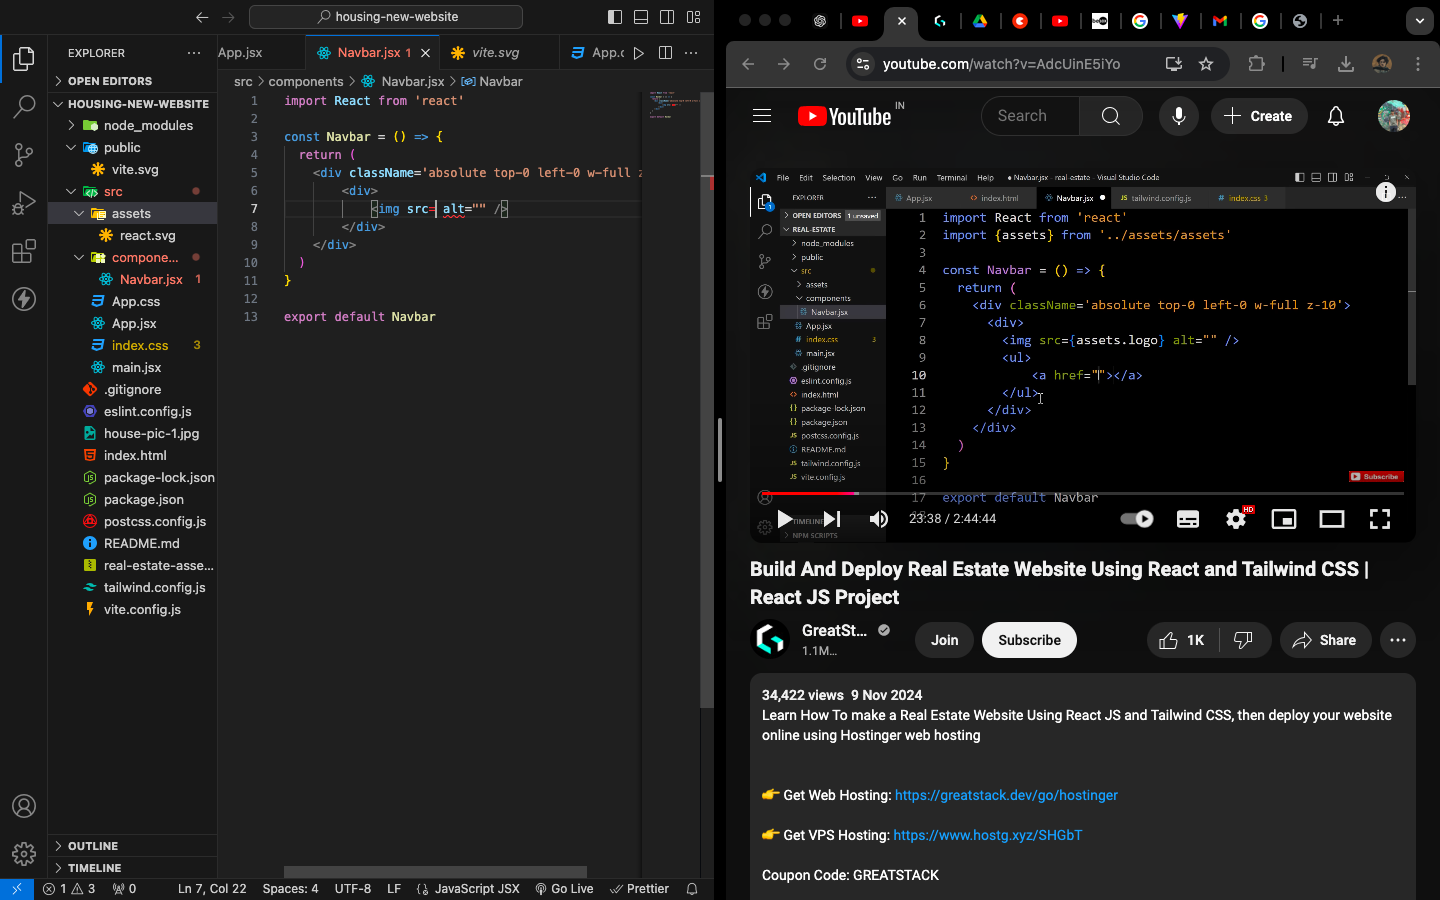 housing-new-website
EXPLORER
OPEN EDITORS
HOUSING-NEW-WEBSITE
node_modules
public
vite.svg
src
assets
react.svg
compone...
Navbar.jsx 1
App.css
App.jsx
index.css 3
main.jsx
.gitignore
eslint.config.js
house-pic-1.jpg
index.html
package-lock.json
package.json
postcss.config.js
README.md
real-estate-asse...
tailwind.config.js
vite.config.js
OUTLINE
TIMELINE
App.jsx
Navbar.jsx 1
vite.svg
App.c
src > components > Navbar.jsx > Navbar
1 import React from 'react'
2
3 const Navbar = () => {
4 return (
5 <div className='absolute top-0 left-0 w-full z
6 <div>
7 <img src= alt="" />
8 </div>
9 </div>
10 )
11 }
12
13 export default Navbar
1 3 0 Ln 7, Col 22 Spaces: 4 UTF-8 LF {} JavaScript JSX Go Live Prettier
youtube.com/watch?v=AdcUinE5iYo
YouTube IN
Search
Create
File Edit Selection View Go Run Terminal Help Navbar.jsx - real-estate - Visual Studio Code
EXPLORER
OPEN EDITORS 1 unsaved
REAL-ESTATE
node_modules
public
src
assets
components
Navbar.jsx
App.jsx
index.css 3
main.jsx
.gitignore
eslint.config.js
index.html
package-lock.json
package.json
postcss.config.js
README.md
tailwind.config.js
vite.config.js
TIMELINE
NPM SCRIPTS
App.jsx
index.html
Navbar.jsx
tailwind.config.js
index.css 3
1 import React from 'react'
2 import {assets} from '../assets/assets'
3
4 const Navbar = () => {
5 return (
6 <div className='absolute top-0 left-0 w-full z-10'>
7 <div>
8 <img src={assets.logo} alt="" />
9 <ul>
10 <a href=""></a>
11 </ul>
12 </div>
13 </div>
14 )
15 }
16
17 export default Navbar
Subscribe
23:38 / 2:44:44
HD
Build And Deploy Real Estate Website Using React and Tailwind CSS |
React JS Project
GreatSt...
1.1M...
Join
Subscribe
1K
Share
34,422 views 9 Nov 2024
Learn How To make a Real Estate Website Using React JS and Tailwind CSS, then deploy your website
online using Hostinger web hosting
👉 Get Web Hosting: https://greatstack.dev/go/hostinger
👉 Get VPS Hosting: https://www.hostg.xyz/SHGbT
Coupon Code: GREATSTACK